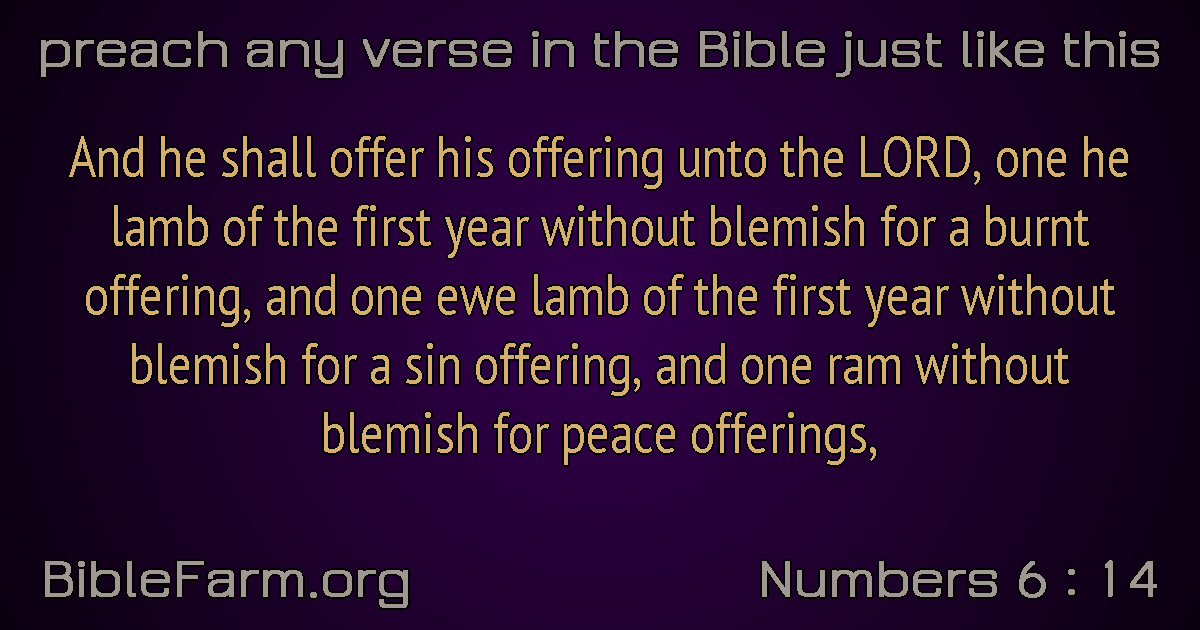 preach any verse in the Bible just like this
And he shall offer his offering unto the LORD, one he
lamb of the first year without blemish for a burnt
offering, and one ewe lamb of the first year without
blemish for a sin offering, and one ram without
blemish for peace offerings,
BibleFarm.org
Numbers 6 : 14